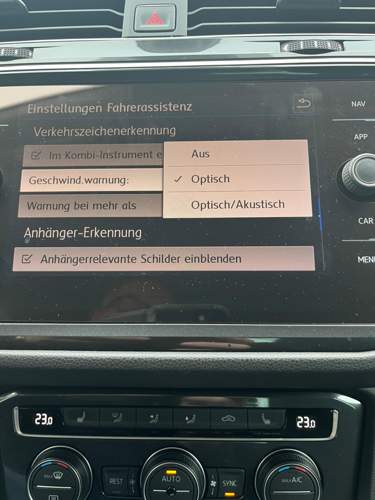 NAV
Einstellungen Fahrerassistenz
Verkehrszeichenerkennung
APP
Im Kombi-Instrument e
Aus
Geschwind.warnung:
Optisch
Warnung bei mehr als
Optisch/Akustisch
CAR
Anhänger-Erkennung
Anhängerrelevante Schilder einblenden
MENU
23.0
23.0
REST
AUTO
SYNC
A/C